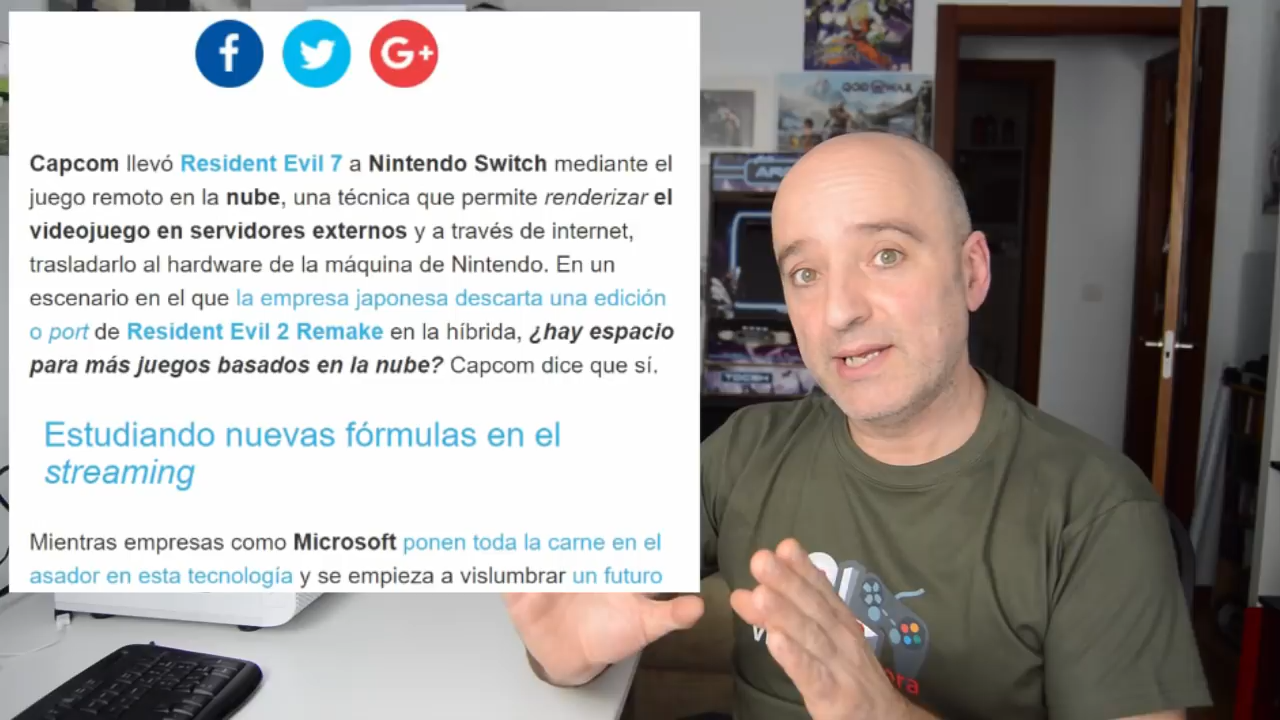 f
G+
Capcom llevó Resident Evil 7 a Nintendo Switch mediante el
juego remoto en la nube, una técnica que permite renderizar el
videojuego en servidores externos y a través de internet,
trasladarlo al hardware de la máquina de Nintendo. En un
escenario en el que la empresa japonesa descarta una edición
o port de Resident Evil 2 Remake en la híbrida, ¿hay espacio
para más juegos basados en la nube? Capcom dice que sí.
Estudiando nuevas fórmulas en el
streaming
Mientras empresas como Microsoft ponen toda la carne en el
asador en esta tecnología y se empieza a vislumbrar un futuro
GOD OF WAR